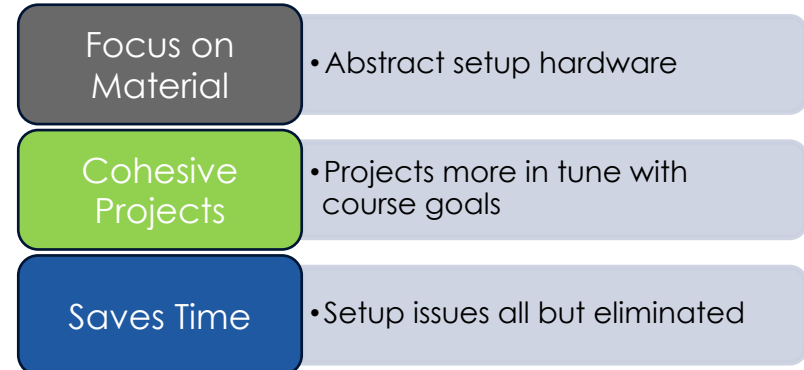 Focus on
Material
• Abstract setup hardware
Cohesive
Projects
• Projects more in tune with
course goals
Saves Time
• Setup issues all but eliminated